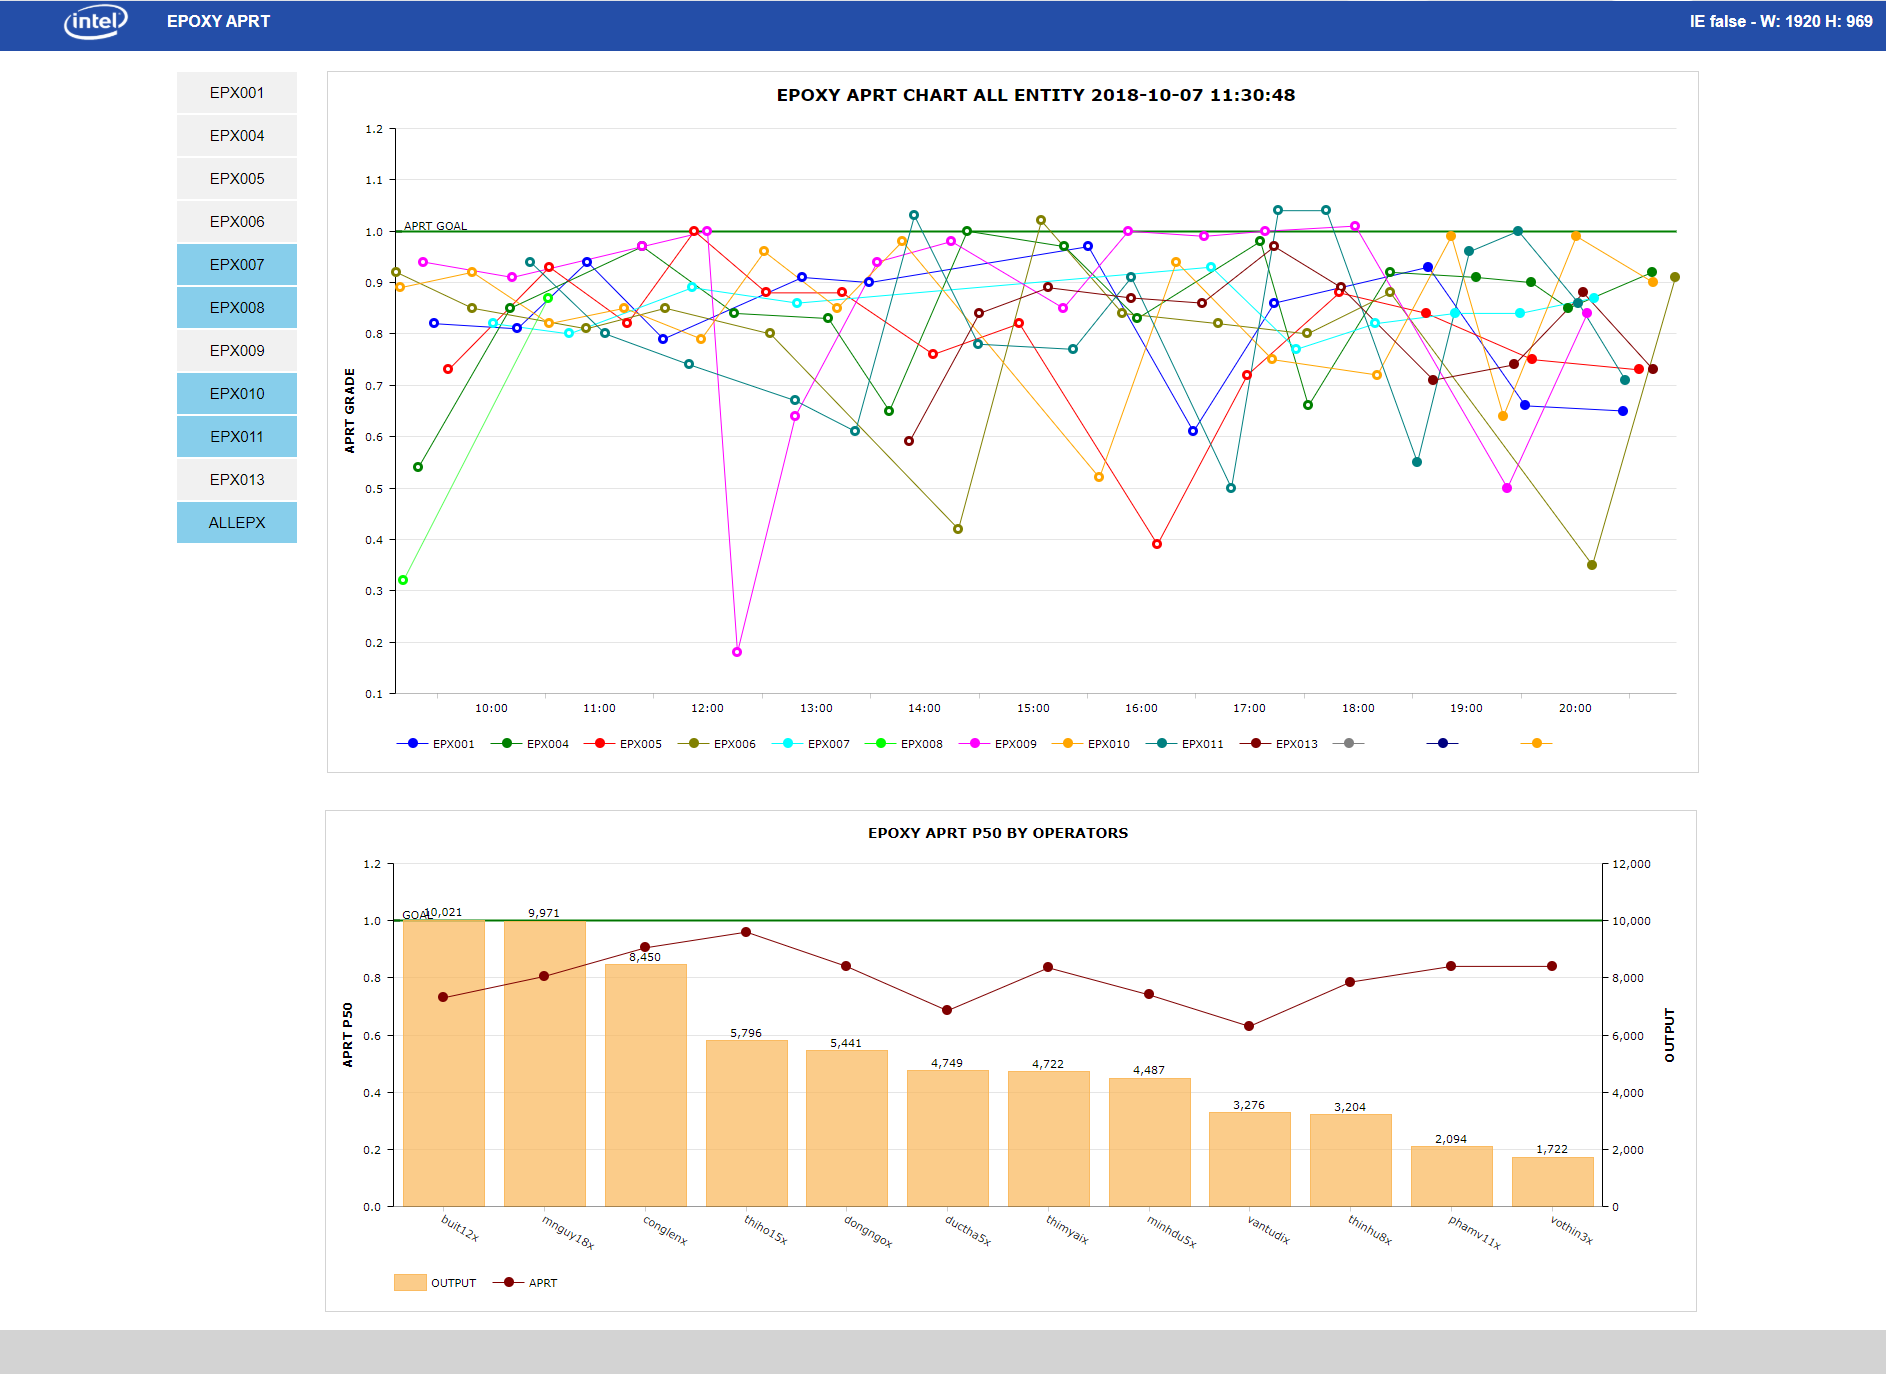 intel EPOXY APRT IE false - W: 1920 H: 969
EPX001
EPX004
EPX005
EPX006
EPX007
EPX008
EPX009
EPX010
EPX011
EPX013
ALLEPX
EPOXY APRT CHART ALL ENTITY 2018-10-07 11:30:48
APRT GRADE
1.2
1.1
1.0
0.9
0.8
0.7
0.6
0.5
0.4
0.3
0.2
0.1
APRT GOAL
10:00 11:00 12:00 13:00 14:00 15:00 16:00 17:00 18:00 19:00 20:00
EPX001 EPX004 EPX005 EPX006 EPX007 EPX008 EPX009 EPX010 EPX011 EPX013
EPOXY APRT P50 BY OPERATORS
APRT P50
1.2
1.0
0.8
0.6
0.4
0.2
0.0
GOAL
10,021 9,971 8,450 5,796 5,441 4,749 4,722 4,487 3,276 3,204 2,094 1,722
12,000
10,000
8,000
6,000
4,000
2,000
0
OUTPUT
buit12x mnguy18x conglenx thiho15x dongngox ductha5x thimyaix minhdu5x vantudix thinhu8x phamv11x vothin3x
OUTPUT APRT